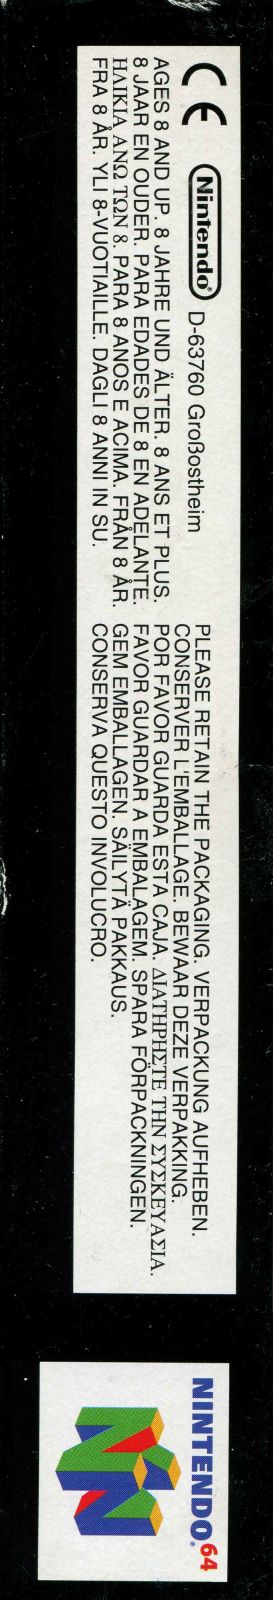 CE Nintendo® D-63760 Großostheim
AGES 8 AND UP. 8 JAHRE UND ÄLTER. 8 ANS ET PLUS.
8 JAAR EN OUDER. PARA EDADES DE 8 EN ADELANTE.
ΗΛΙΚΙΑ ΑΝΩ ΤΩΝ 8. PARA 8 ANOS E ACIMA. FRÅN 8 ÅR.
FRA 8 ÅR. YLI 8-VUOTIAILLE. DAGLI 8 ANNI IN SU.
PLEASE RETAIN THE PACKAGING. VERPACKUNG AUFHEBEN.
CONSERVER L'EMBALLAGE. BEWAAR DEZE VERPAKKING.
POR FAVOR GUARDA ESTA CAJA. ΔΙΑΤΗΡΗΣΤΕ ΤΗΝ ΣΥΣΚΕΥΑΣΙΑ.
FAVOR GUARDAR A EMBALAGEM. SPARA FÖRPACKNINGEN.
GEM EMBALLAGEN. SÄILYTÄ PAKKAUS.
CONSERVA QUESTO INVOLUCRO.
NINTENDO®64